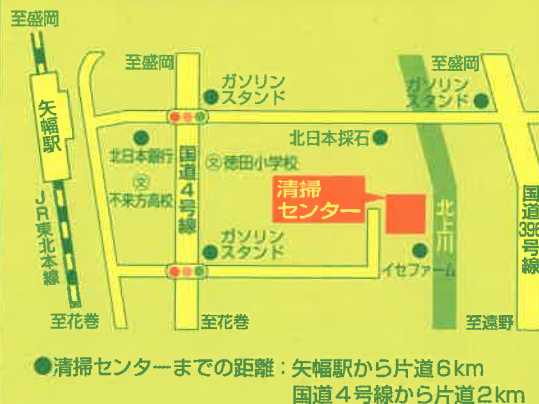 至盛岡
至盛岡
至盛岡
ガソリン
スタンド
ガソリン
スタンド
矢幅駅
北日本銀行
国道4号線
北日本採石
文徳田小学校
文
不来方高校
清掃
センター
JR東北本線
北上川
国道396号線
ガソリン
スタンド
イセファーム
至花巻
至花巻
至遠野
●清掃センターまでの距離：矢幅駅から片道6km
国道4号線から片道2km